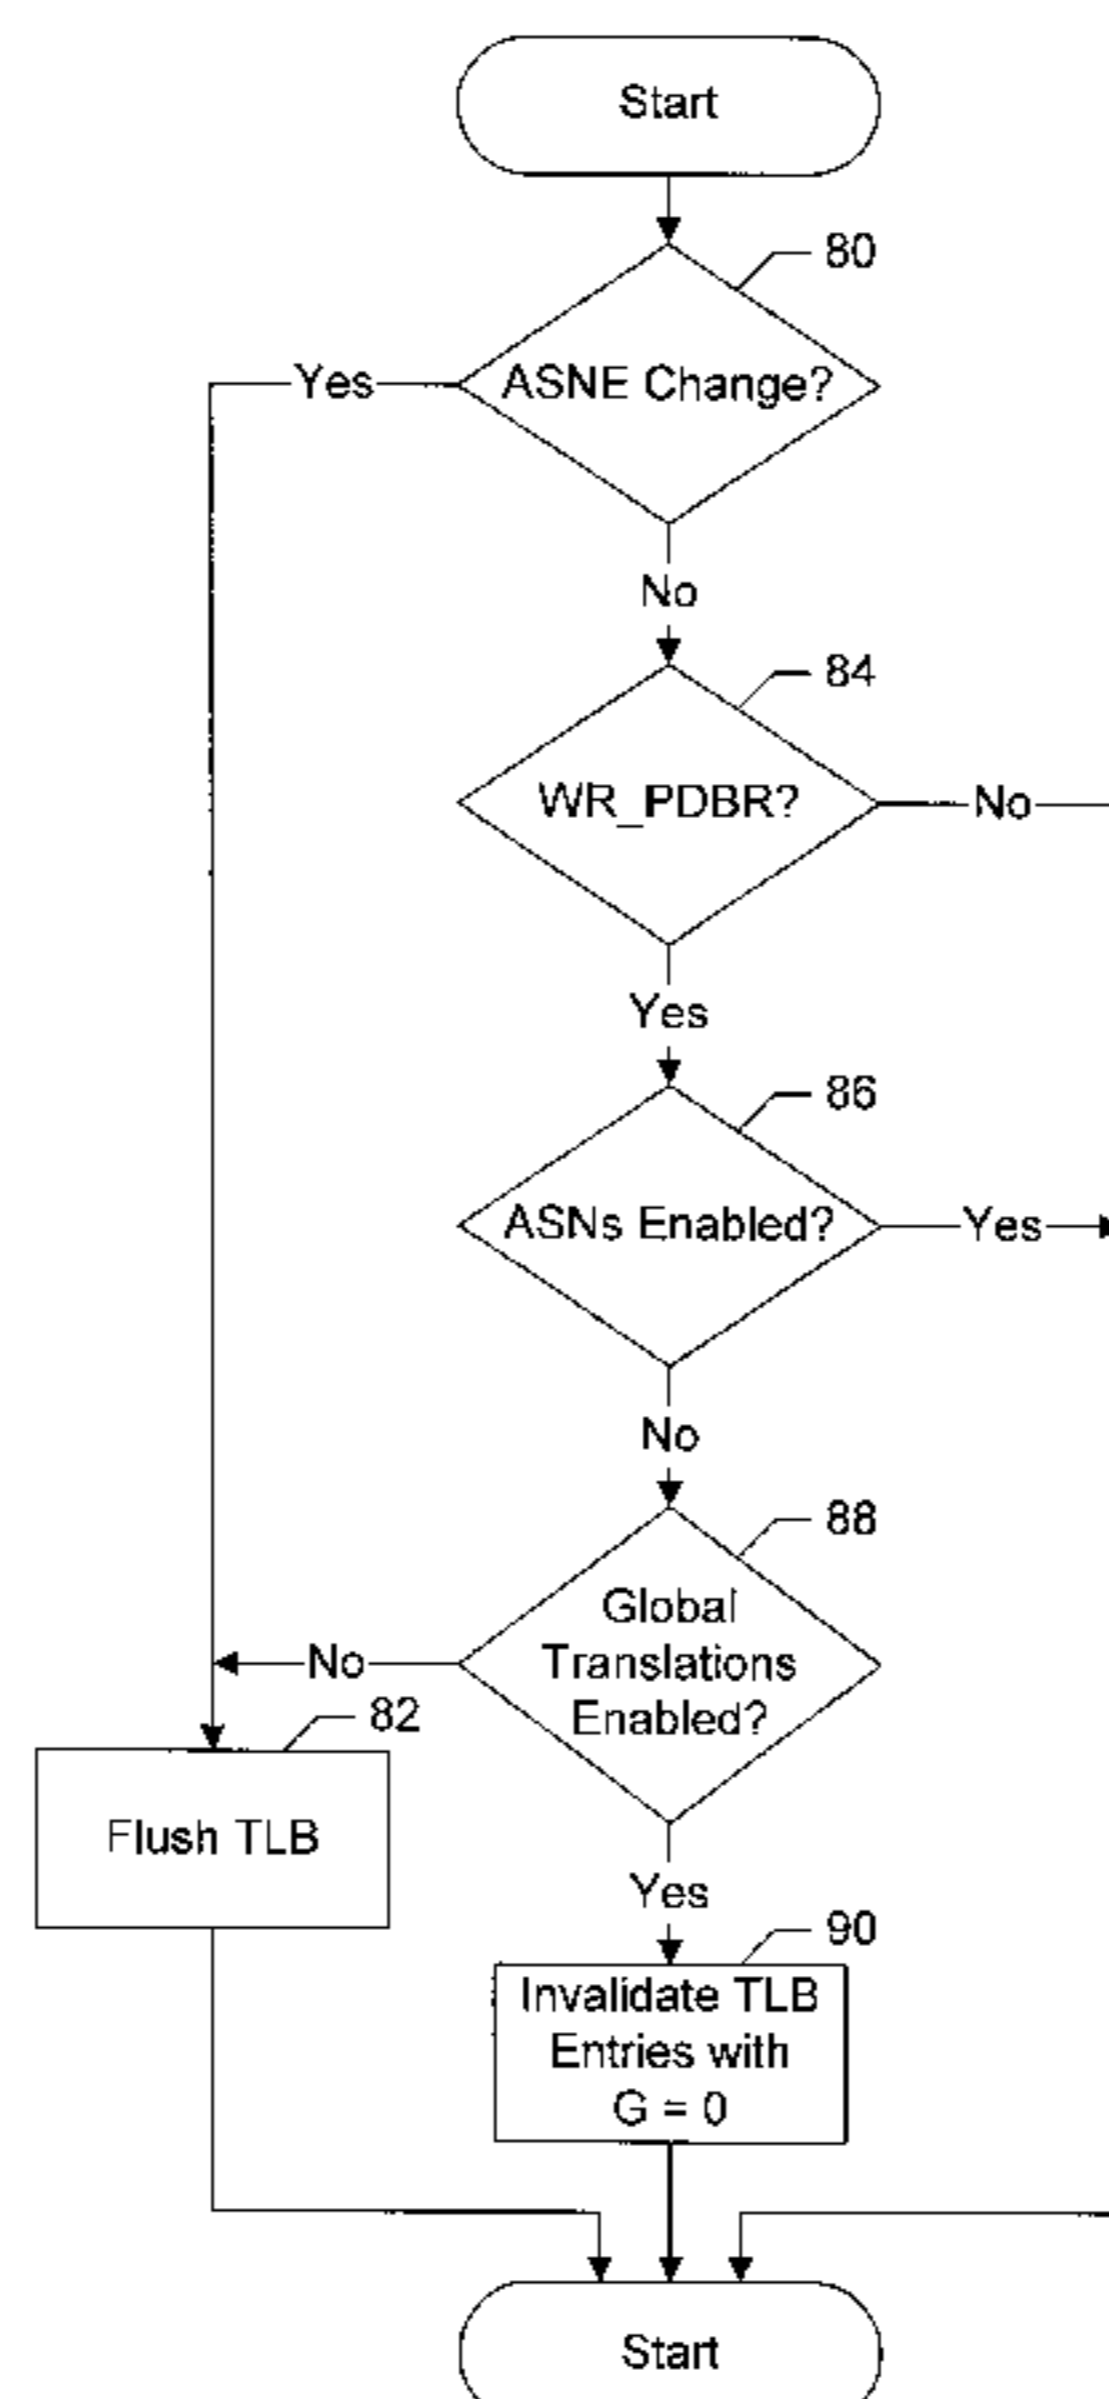 Start
80
Yes
ASNE Change?
No
84
WR_PDBR?
No
Yes
86
ASNs Enabled?
Yes
No
88
Global
Translations
Enabled?
No
82
Flush TLB
Yes
90
Invalidate TLB
Entries with
G = 0
Start